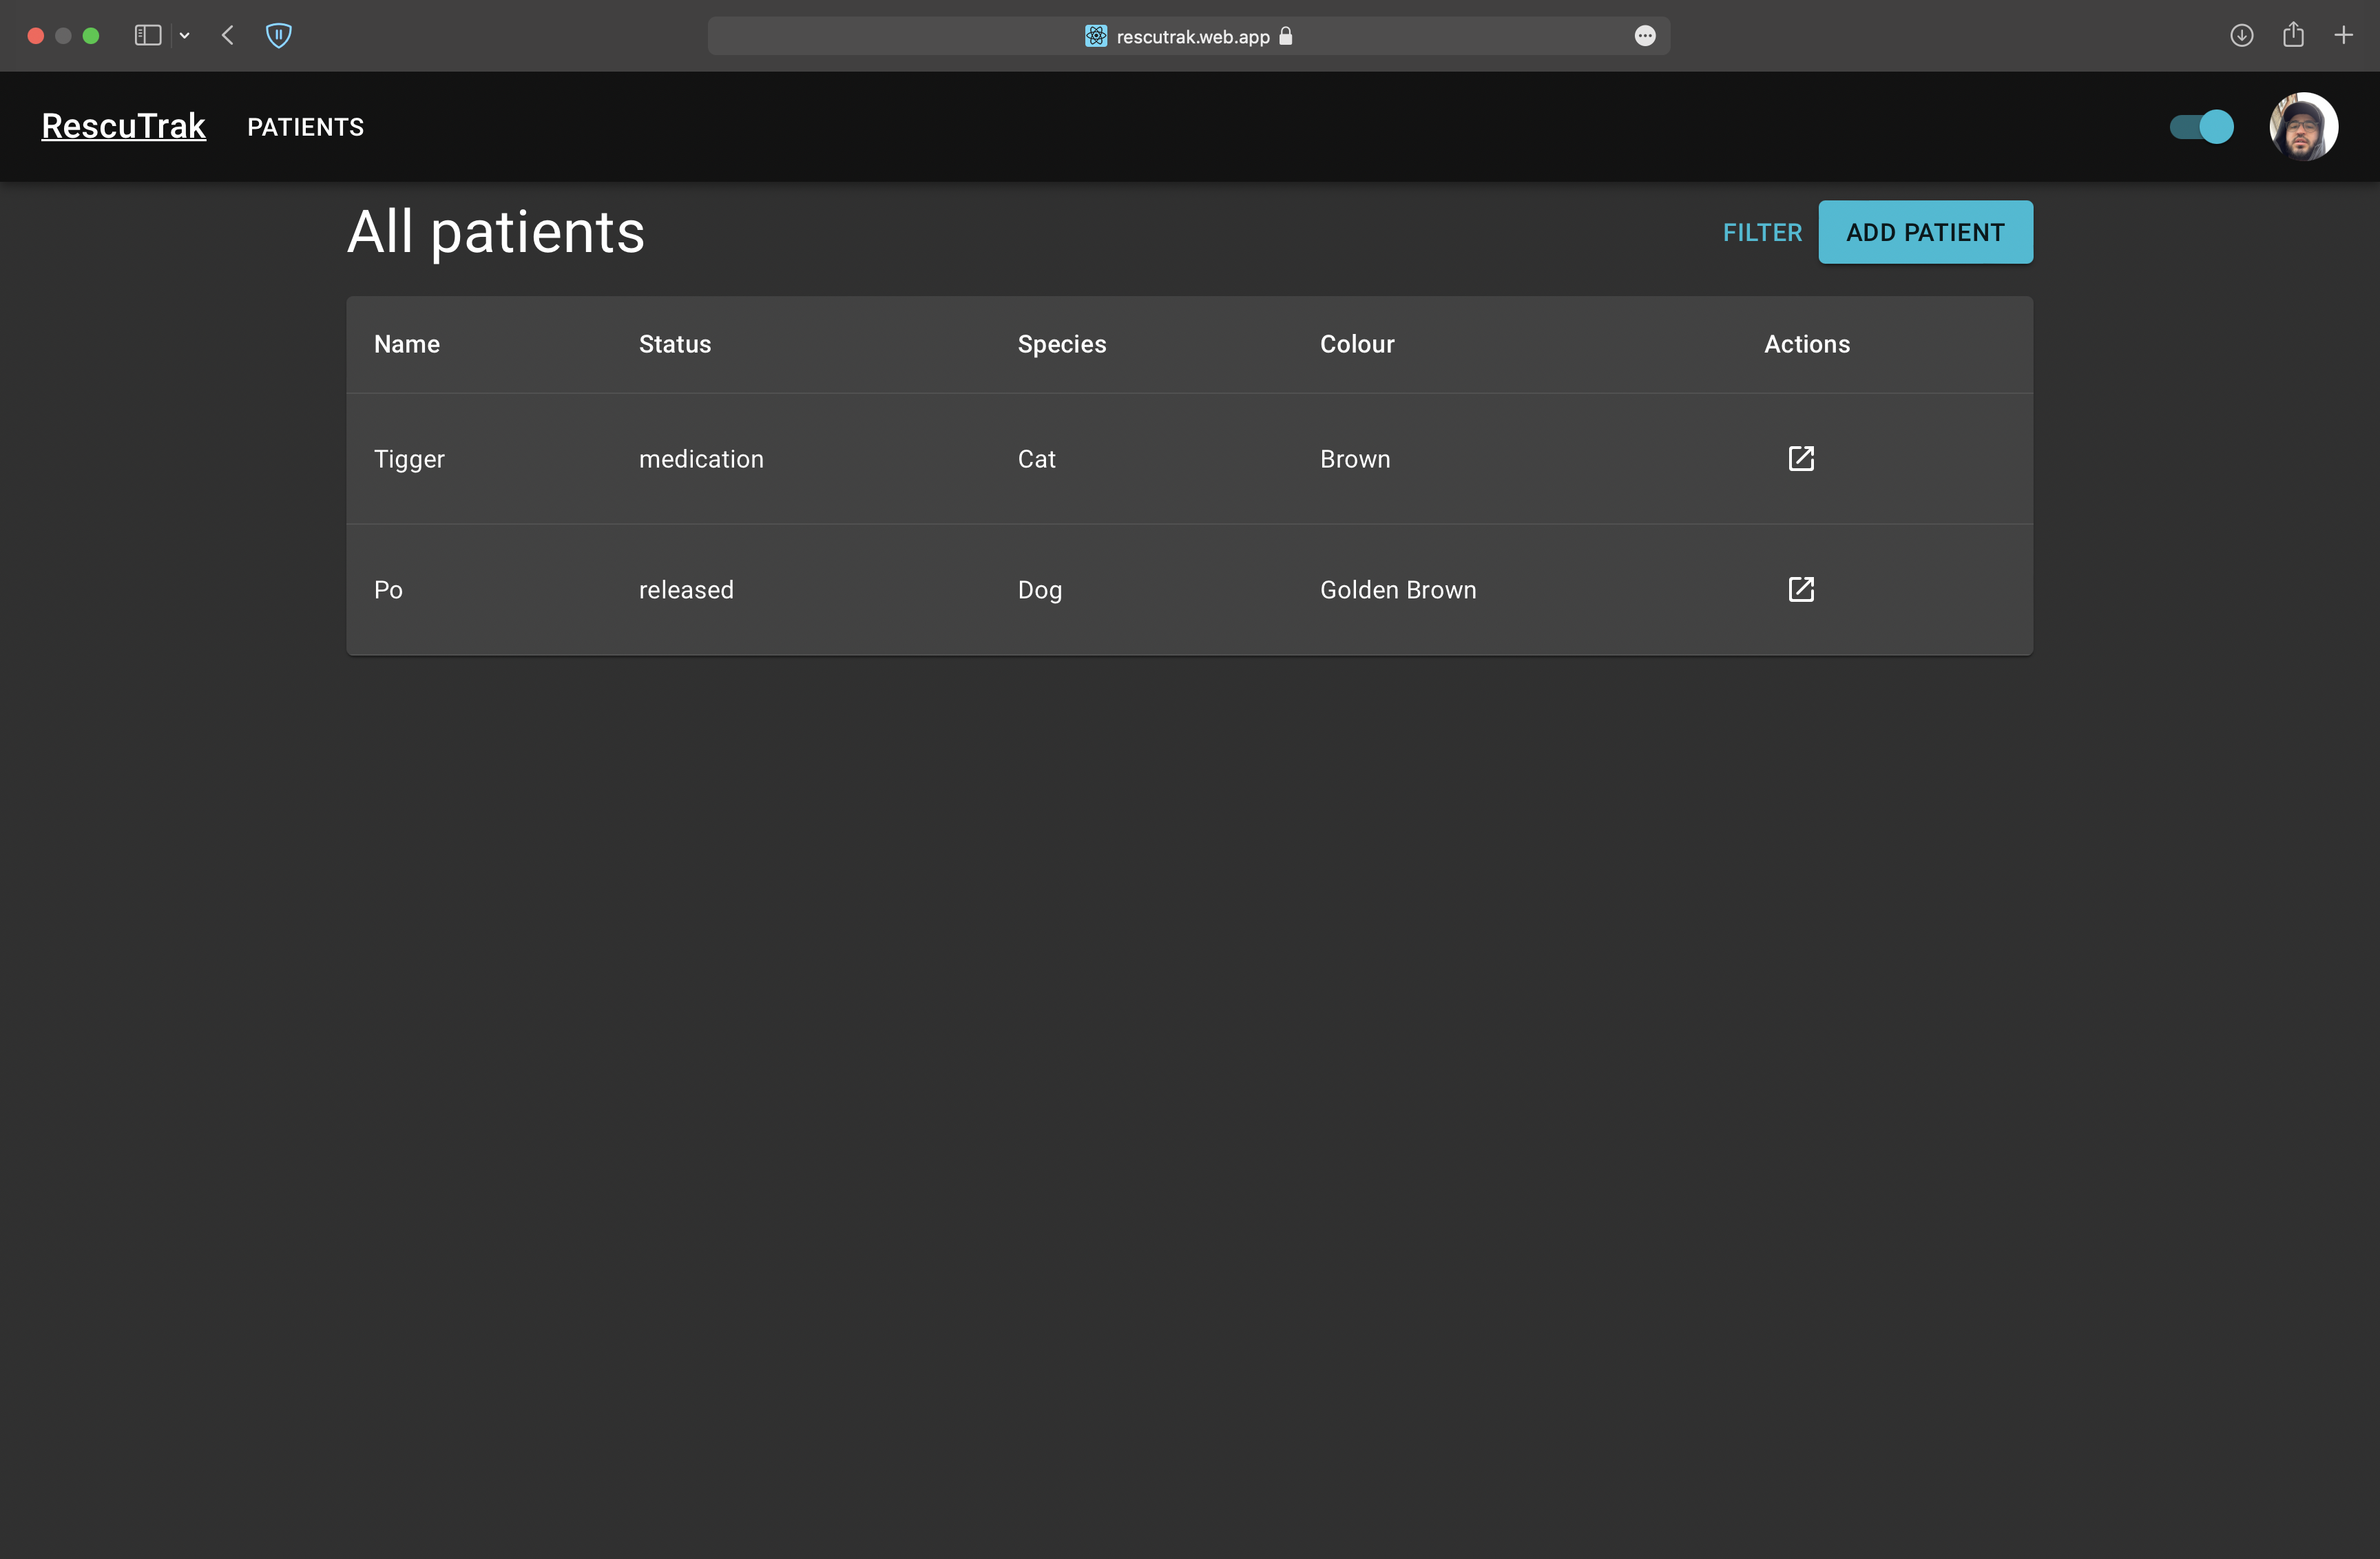 rescutrak.web.app
RescuTrak PATIENTS
All patients FILTER ADD PATIENT
Name Status Species Colour Actions
Tigger medication Cat Brown
Po released Dog Golden Brown